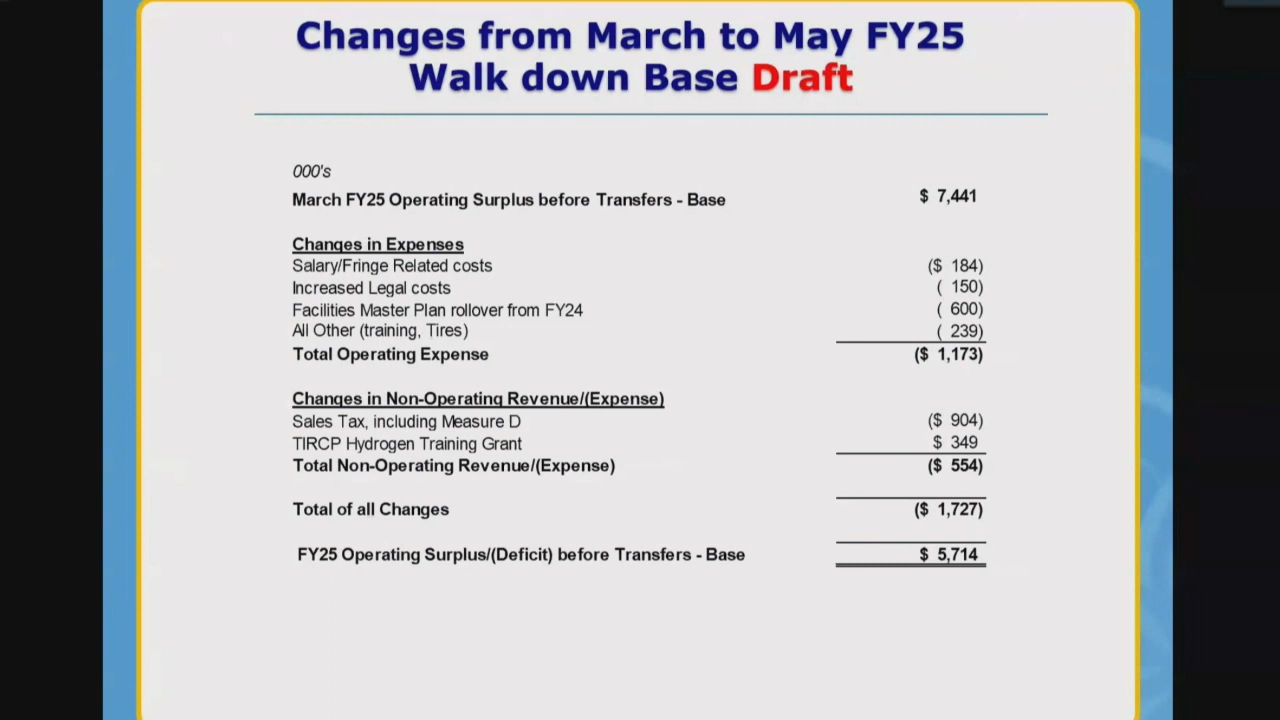 Changes from March to May FY25
Walk down Base Draft
000's
March FY25 Operating Surplus before Transfers - Base $ 7,441
Changes in Expenses
Salary/Fringe Related costs ($ 184)
Increased Legal costs ( 150)
Facilities Master Plan rollover from FY24 ( 600)
All Other (training, Tires) ( 239)
Total Operating Expense ($ 1,173)
Changes in Non-Operating Revenue/(Expense)
Sales Tax, including Measure D ($ 904)
TIRCP Hydrogen Training Grant $ 349
Total Non-Operating Revenue/(Expense) ($ 554)
Total of all Changes ($ 1,727)
FY25 Operating Surplus/(Deficit) before Transfers - Base $ 5,714